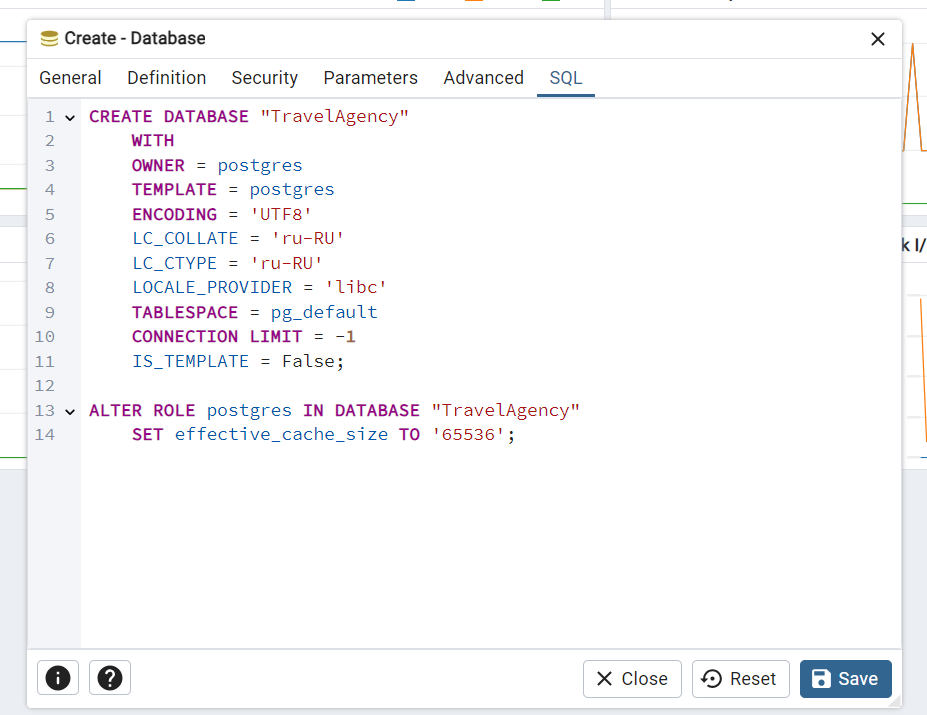 Create - Database
General Definition Security Parameters Advanced SQL
1 CREATE DATABASE "TravelAgency"
2 WITH
3 OWNER = postgres
4 TEMPLATE = postgres
5 ENCODING = 'UTF8'
6 LC_COLLATE = 'ru-RU'
7 LC_CTYPE = 'ru-RU'
8 LOCALE_PROVIDER = 'libc'
9 TABLESPACE = pg_default
10 CONNECTION LIMIT = -1
11 IS_TEMPLATE = False;
12
13 ALTER ROLE postgres IN DATABASE "TravelAgency"
14 SET effective_cache_size TO '65536';
k I/
Close Reset Save